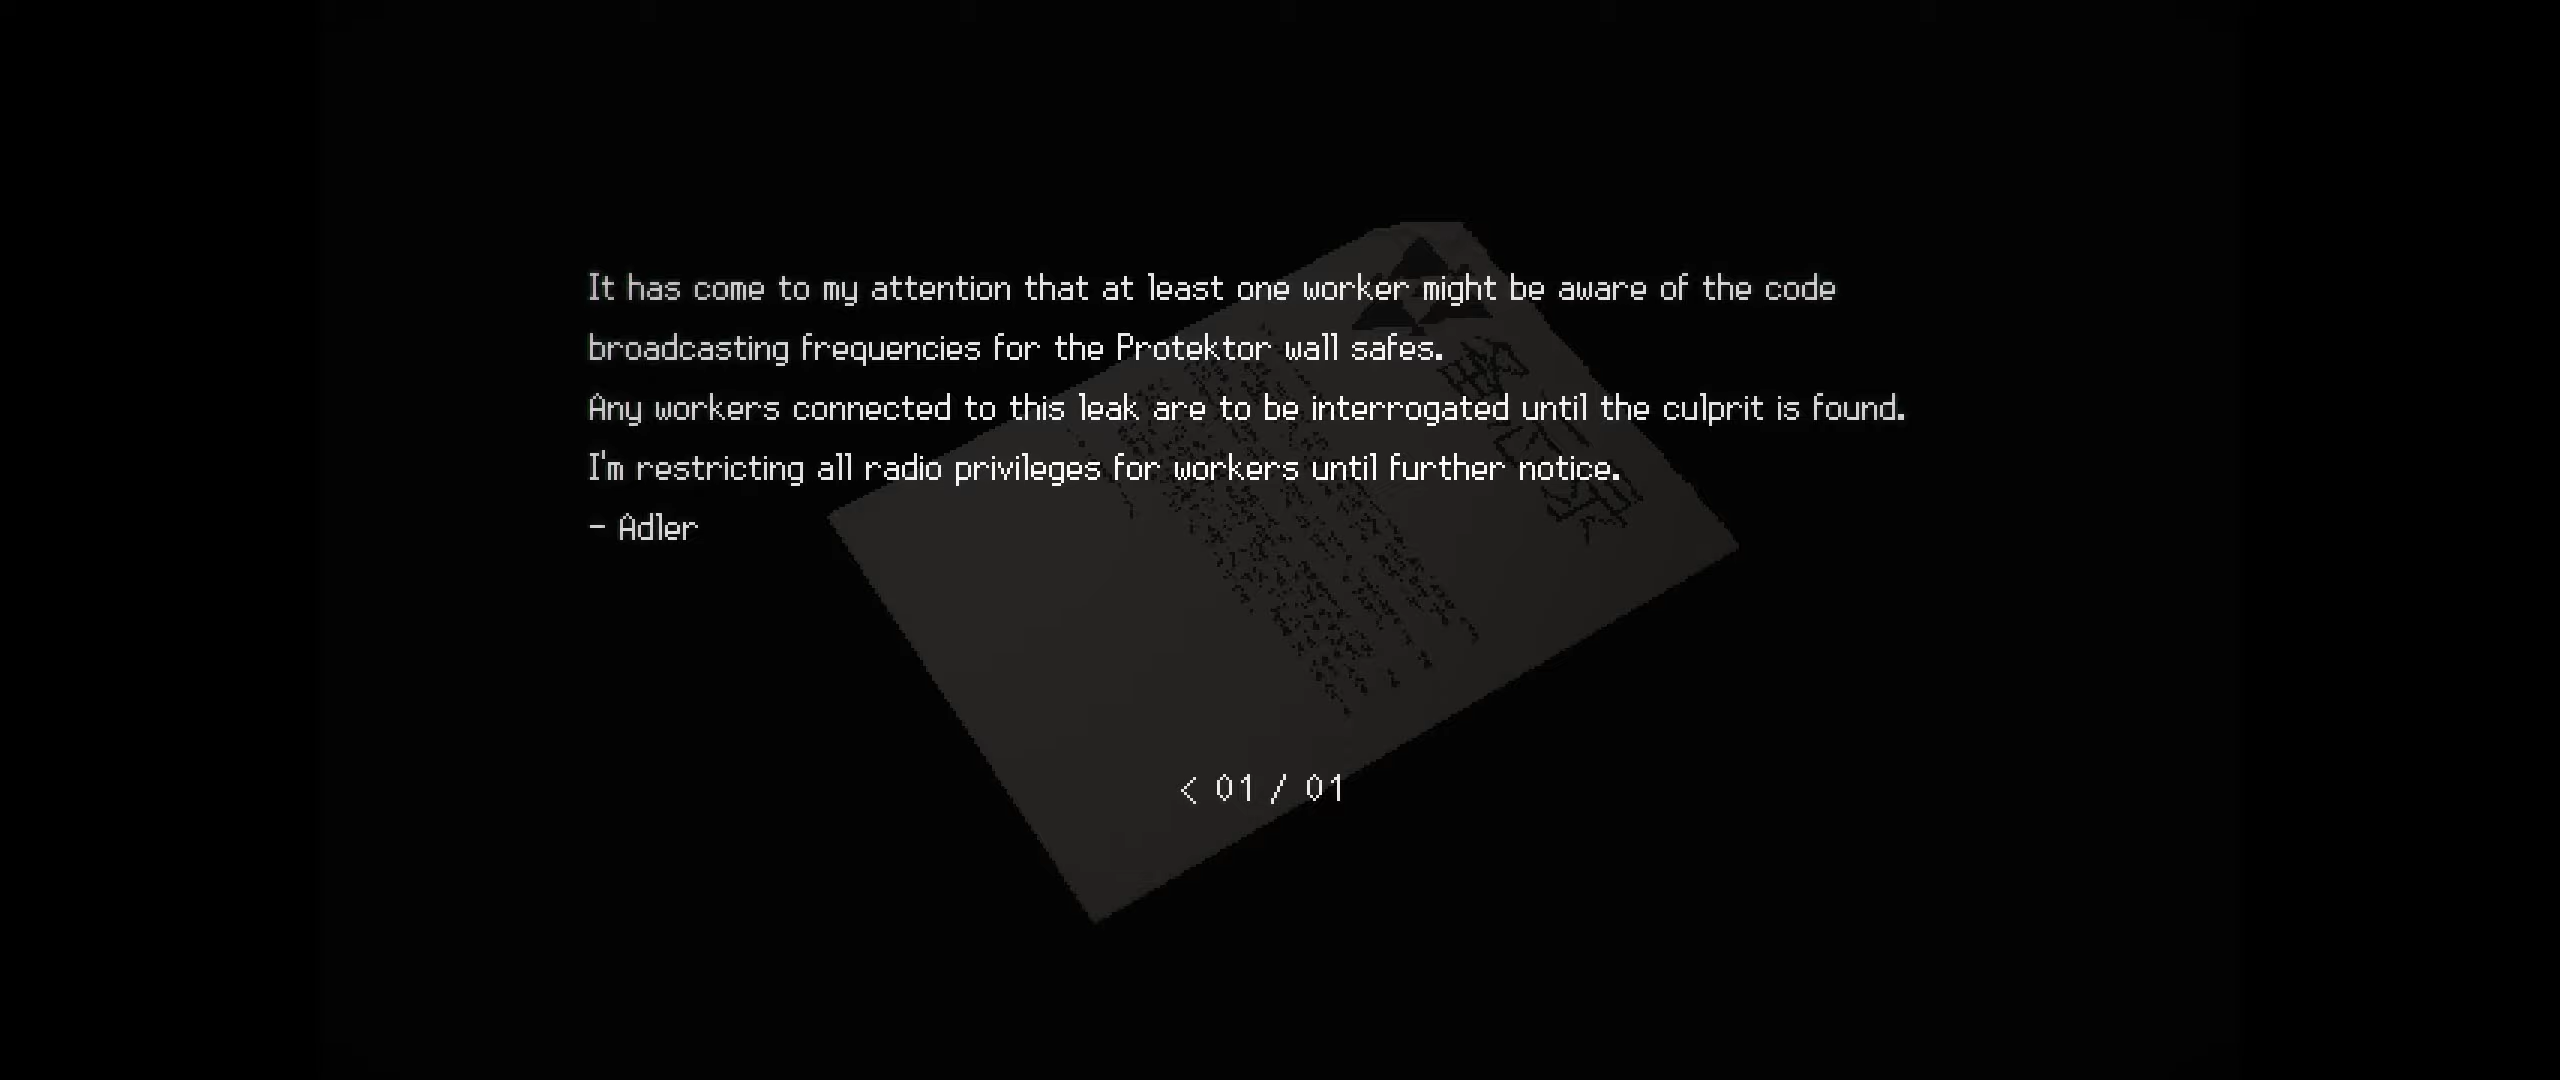 It has come to my attention that at least one worker might be aware of the code
broadcasting frequencies for the Protektor wall safes.
Any workers connected to this leak are to be interrogated until the culprit is found.
I'm restricting all radio privileges for workers until further notice.
- Adler
< 01 / 01